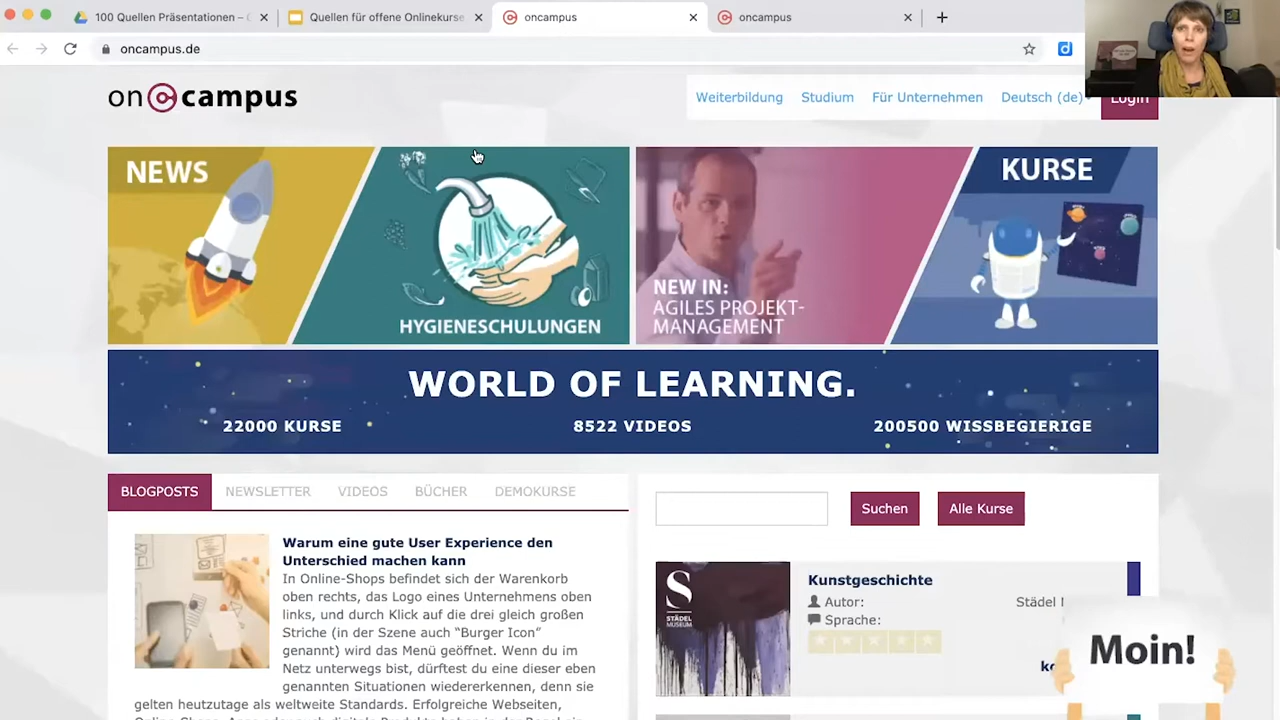 100 Quellen Präsentationen –
Quellen für offene Onlinekurse
oncampus
oncampus
oncampus.de
on campus
Weiterbildung
Studium
Für Unternehmen
Deutsch (de)
Login
NEWS
HYGIENESCHULUNGEN
NEW IN:
AGILES PROJEKT-
MANAGEMENT
KURSE
WORLD OF LEARNING.
22000 KURSE
8522 VIDEOS
200500 WISSBEGIERIGE
BLOGPOSTS
NEWSLETTER
VIDEOS
BÜCHER
DEMOKURSE
Warum eine gute User Experience den
Unterschied machen kann
In Online-Shops befindet sich der Warenkorb
oben rechts, das Logo eines Unternehmens oben
links, und durch Klick auf die drei gleich großen
Striche (in der Szene auch “Burger Icon”
genannt) wird das Menü geöffnet. Wenn du im
Netz unterwegs bist, dürftest du eine dieser eben
genannten Situationen wiedererkennen, denn sie
gelten heutzutage als weltweite Standards. Erfolgreiche Webseiten,
Suchen
Alle Kurse
S
STÄDEL
MUSEUM
Kunstgeschichte
Autor:
Städel
Sprache:
Moin!